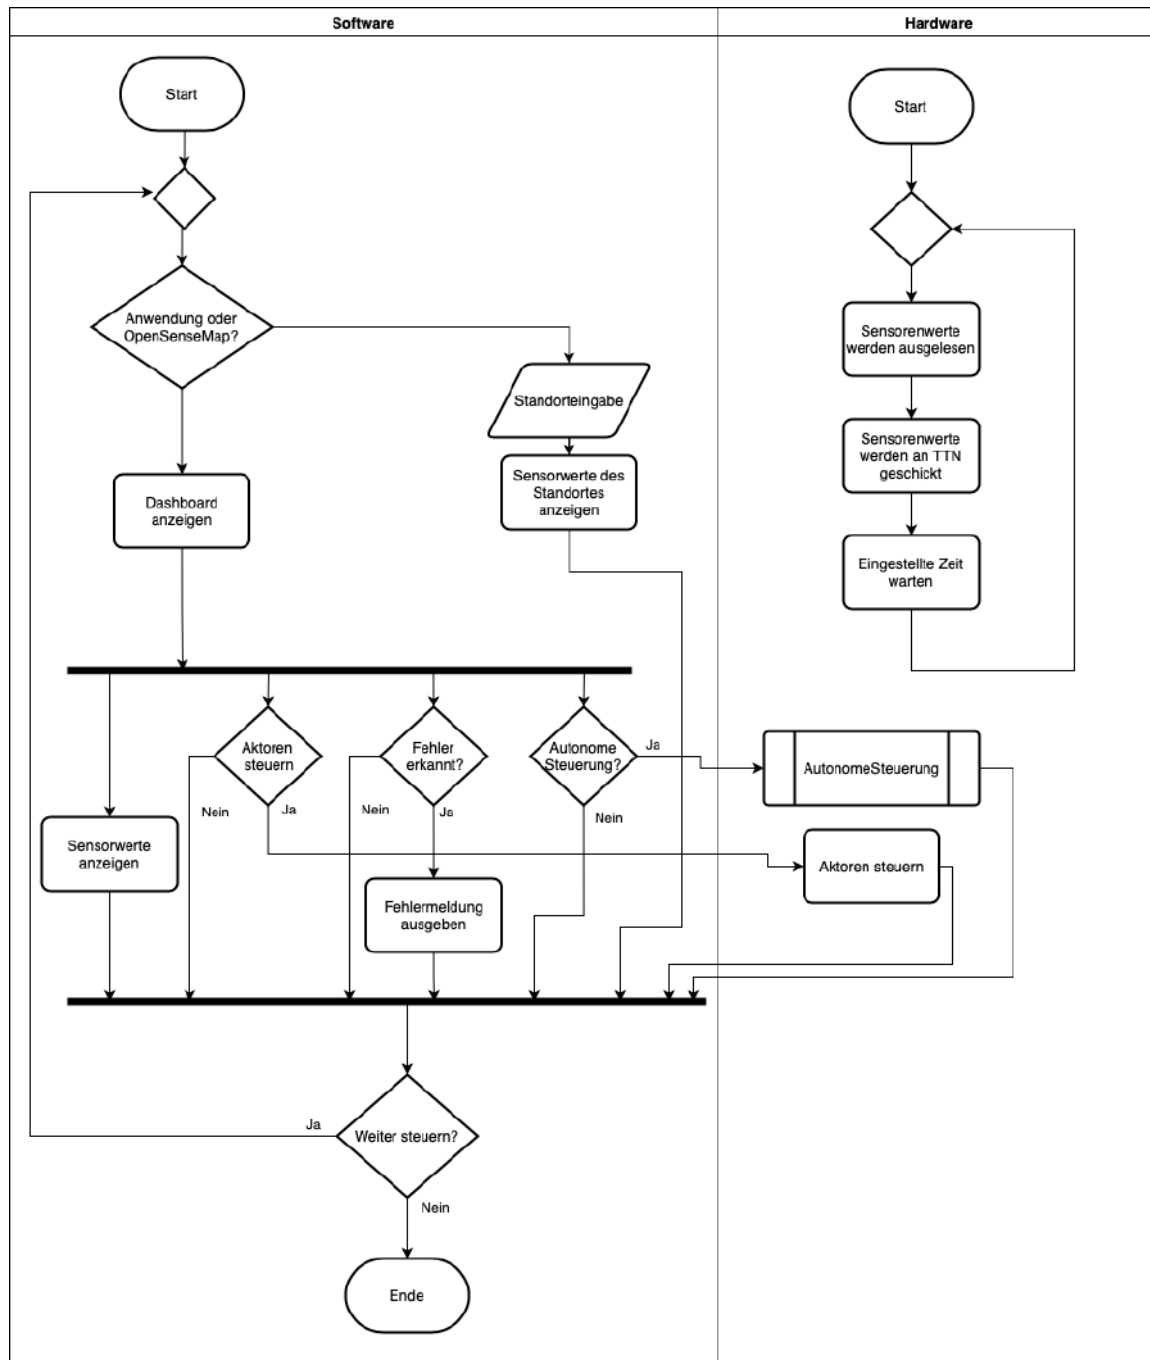 Software
Hardware
Start
Start
Anwendung oder
OpenSenseMap?
Sensorenwerte
werden ausgelesen
Standorteingabe
Sensorenwerte
werden an TTN
geschickt
Sensorwerte des
Standortes
anzeigen
Dashboard
anzeigen
Eingestellte Zeit
warten
Aktoren
steuern
Fehler
erkannt?
Autonome
Steuerung?
Ja
AutonomeSteuerung
Nein
Ja
Nein
Ja
Nein
Sensorwerte
anzeigen
Aktoren steuern
Fehlermeldung
ausgeben
Ja
Weiter steuern?
Nein
Ende